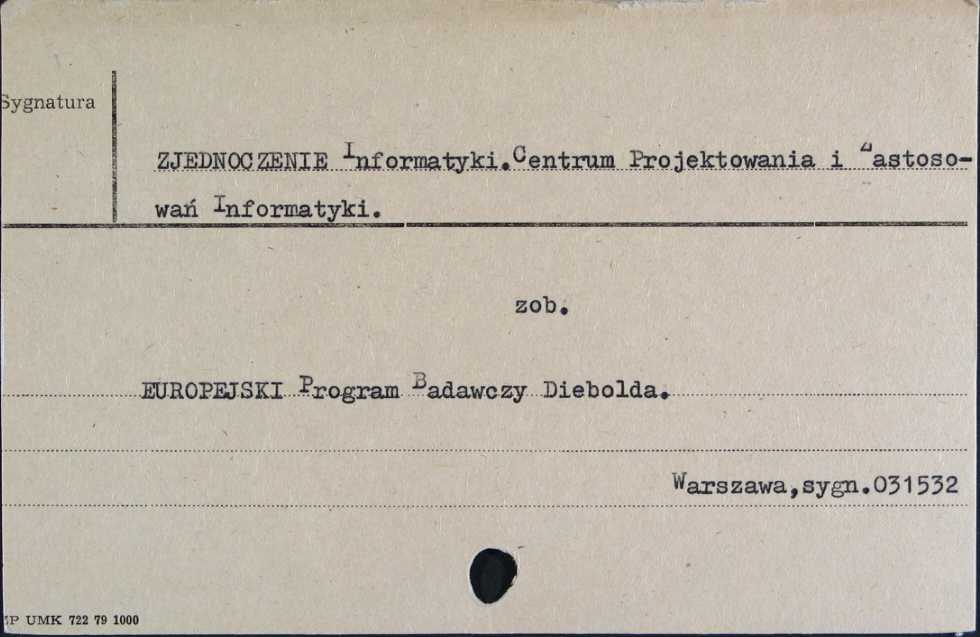 Sygnatura
ZJEDNOCZENIE Informatyki.Centrum Projektowania i Zastoso-
wań Informatyki.
zob.
EUROPEJSKI Program Badawczy Diebolda.
Warszawa,sygn.031532
UMK 722 79 1000